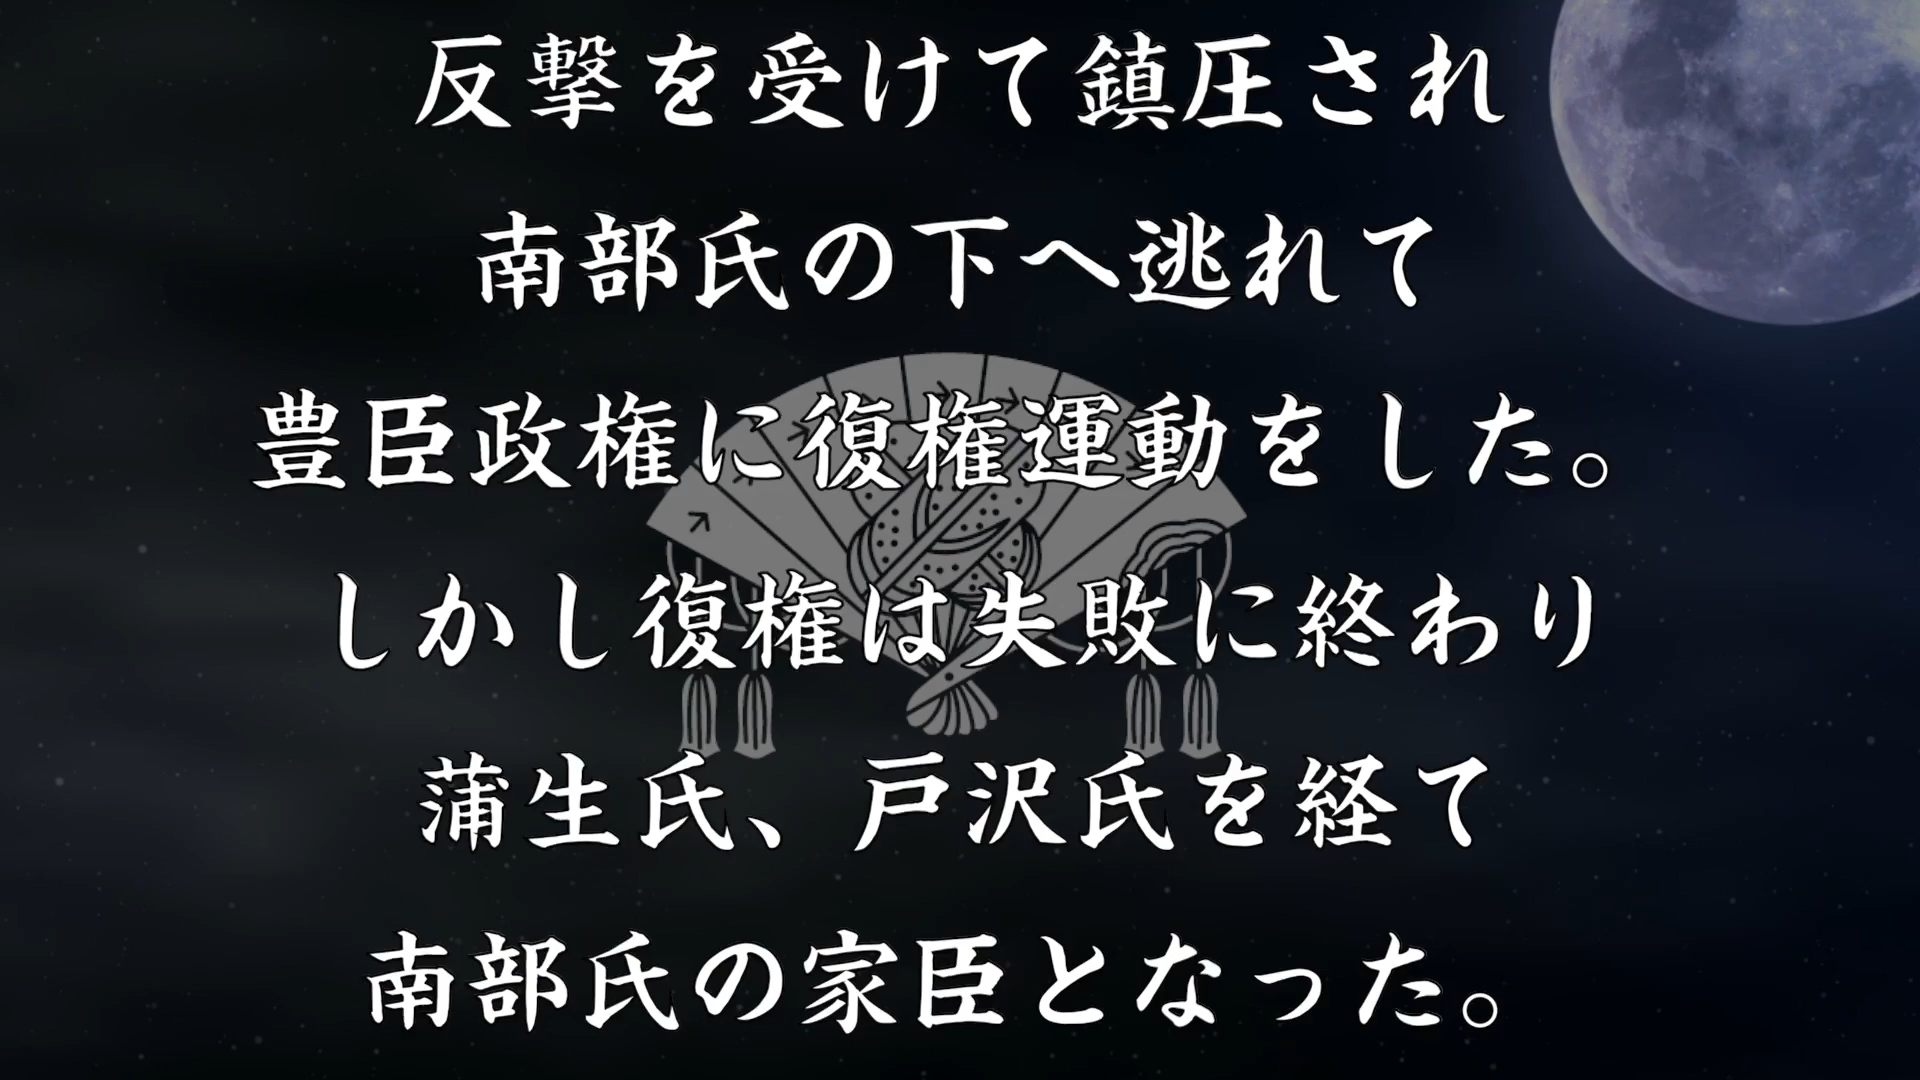 反撃を受けて鎮圧され
南部氏の下へ逃れて
豊臣政権に復権運動をした。
しかし復権は失敗に終わり
蒲生氏、戸沢氏を経て
南部氏の家臣となった。